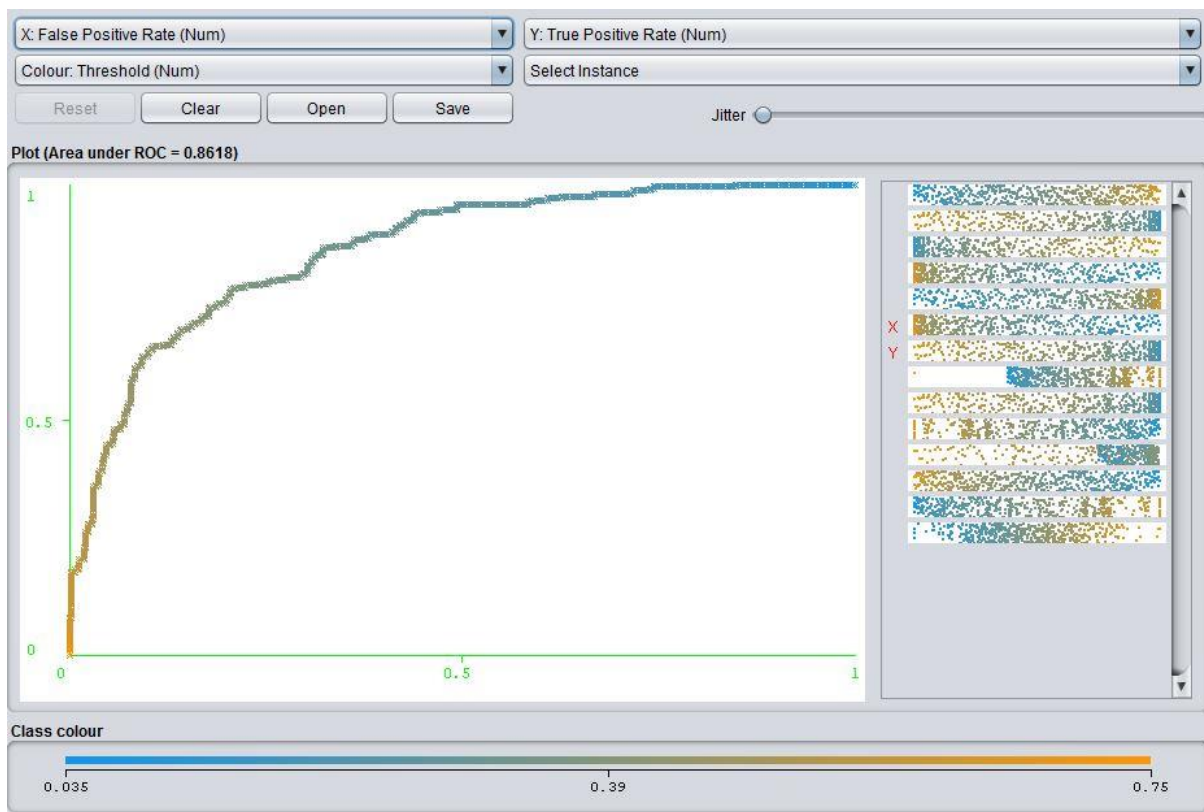 X: False Positive Rate (Num)
Y: True Positive Rate (Num)
Colour: Threshold (Num)
Select Instance
Reset
Clear
Open
Save
Jitter
Plot (Area under ROC = 0.8618)
1
0.5
0
0
0.5
1
X
Y
Class colour
0.035
0.39
0.75